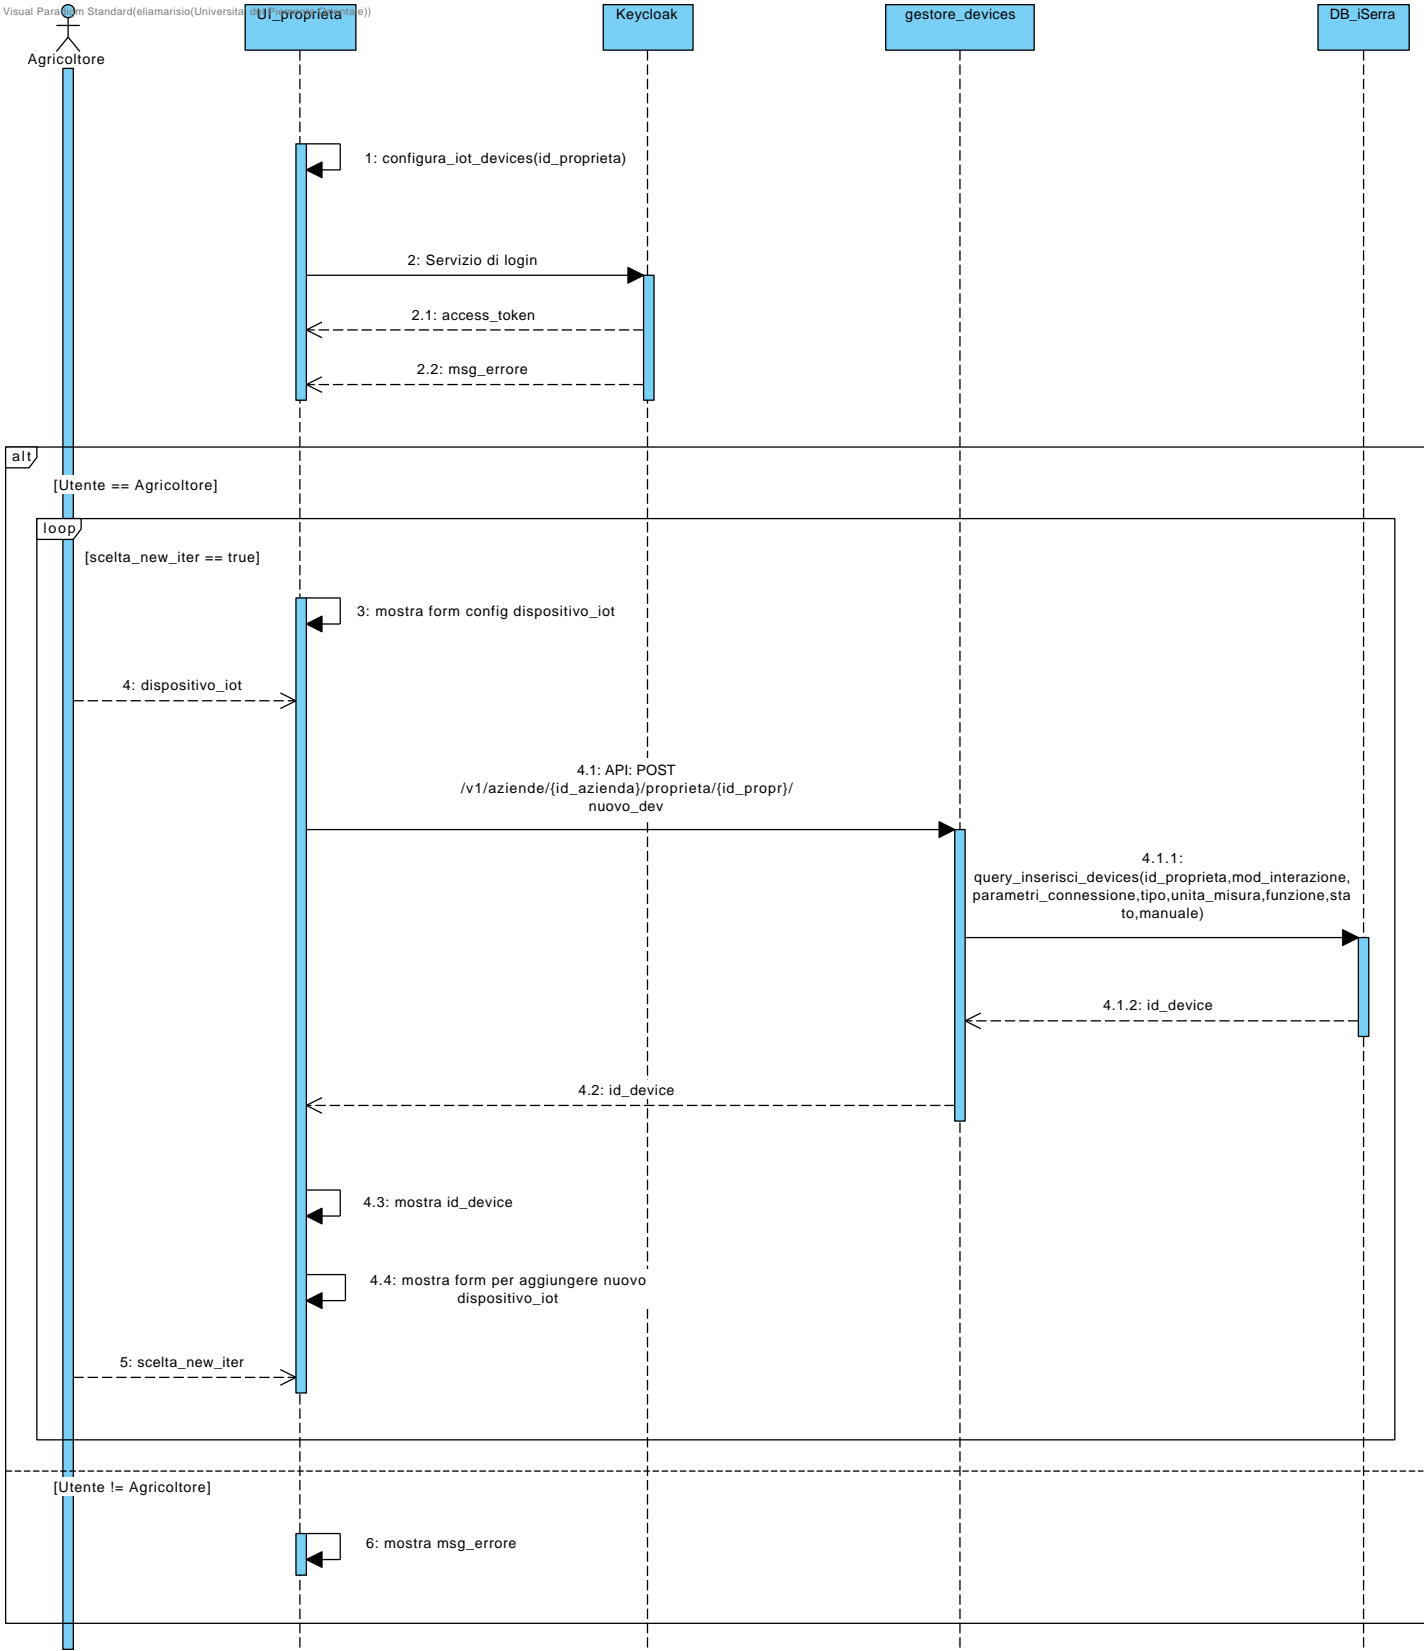 Visual Paradigm Standard(eliamarisio(Universita' del Piemonte Orientale))
Agricoltore
UI_proprieta
Keycloak
gestore_devices
DB_iSerra
1: configura_iot_devices(id_proprieta)
2: Servizio di login
2.1: access_token
2.2: msg_errore
alt
[Utente == Agricoltore]
loop
[scelta_new_iter == true]
3: mostra form config dispositivo_iot
4: dispositivo_iot
4.1: API: POST
/v1/aziende/{id_azienda}/proprieta/{id_propr}/
nuovo_dev
4.1.1:
query_inserisci_devices(id_proprieta,mod_interazione,
parametri_connessione,tipo,unita_misura,funzione,sta
to,manuale)
4.1.2: id_device
4.2: id_device
4.3: mostra id_device
4.4: mostra form per aggiungere nuovo
dispositivo_iot
5: scelta_new_iter
[Utente != Agricoltore]
6: mostra msg_errore